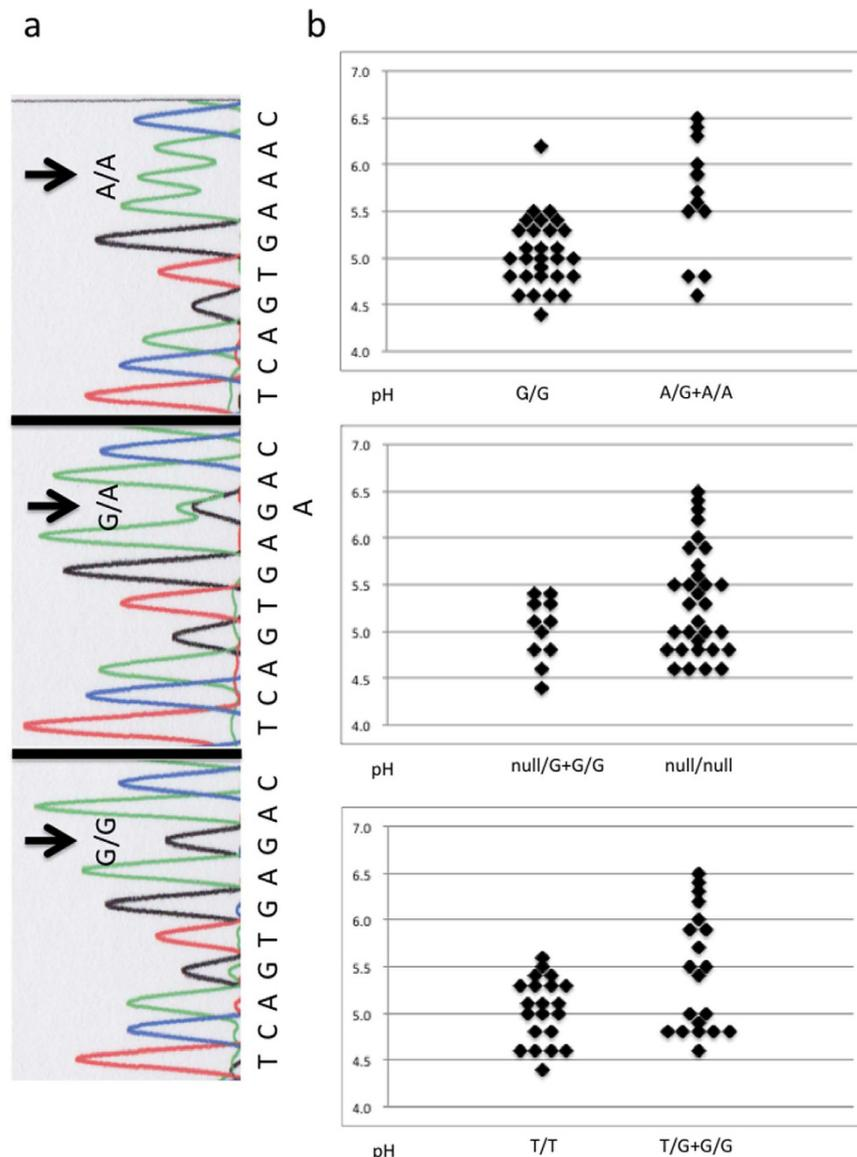 a
A/A
T C A G T G A A A C
G/A
T C A G T G A G A C
A
G/G
T C A G T G A G A C
b
7.0
6.5
6.0
5.5
5.0
4.5
4.0
pH G/G A/G+A/A
7.0
6.5
6.0
5.5
5.0
4.5
4.0
pH null/G+G/G null/null
7.0
6.5
6.0
5.5
5.0
4.5
4.0
pH T/T T/G+G/G